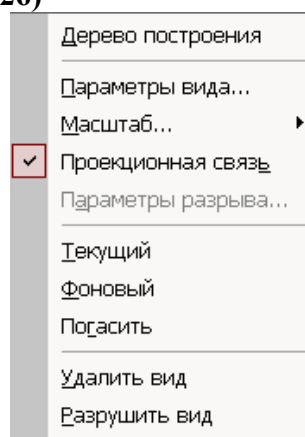 26)
Дерево построения
Параметры вида...
Масштаб...
Проекционная связь
Параметры разрыва...
Текущий
Фоновый
Погасить
Удалить вид
Разрушить вид